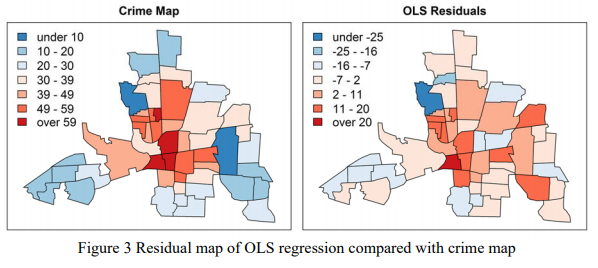 Crime Map
under 10
10 - 20
20 - 30
30 - 39
39 - 49
49 - 59
over 59
OLS Residuals
under -25
-25 - -16
-16 - -7
-7 - 2
2 - 11
11 - 20
over 20
Figure 3 Residual map of OLS regression compared with crime map